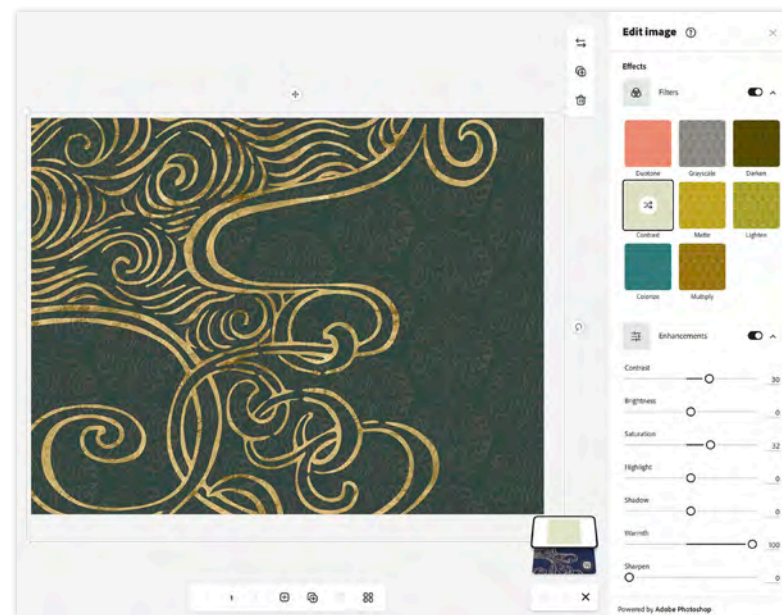 Edit image
Effects
Filters
Duotone
Grayscale
Darken
Contrast
Matte
Lighten
Colorize
Multiply
Enhancements
Contrast
30
Brightness
0
Saturation
32
Highlight
0
Shadow
0
Warmth
100
Sharpen
0
1
Powered by Adobe Photoshop